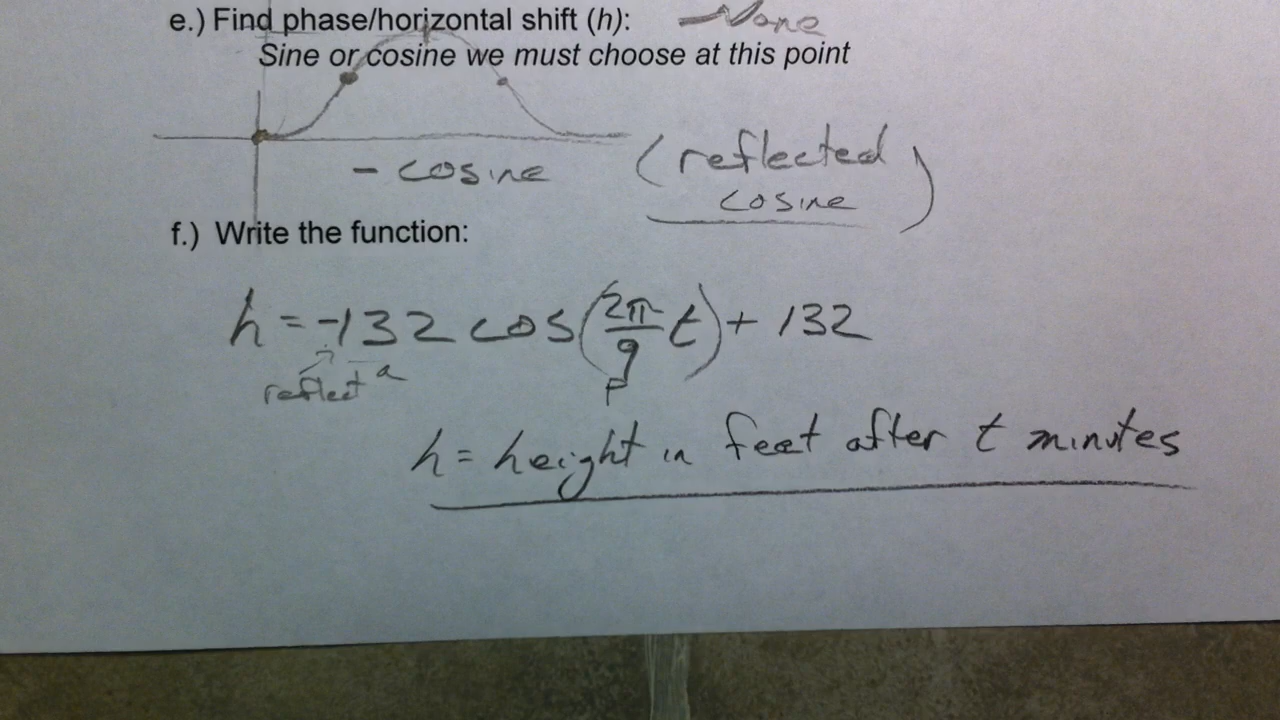 e.) Find phase/horizontal shift (h): None
Sine or cosine we must choose at this point
- cosine (reflected
cosine)
f.) Write the function:
h = -132 cos(2π/9 t) + 132
reflect a P
h = height in feet after t minutes